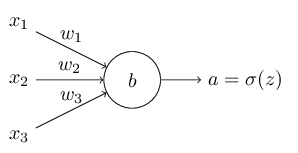 x₁
w₁
x₂
w₂
b
a = σ(z)
w₃
x₃